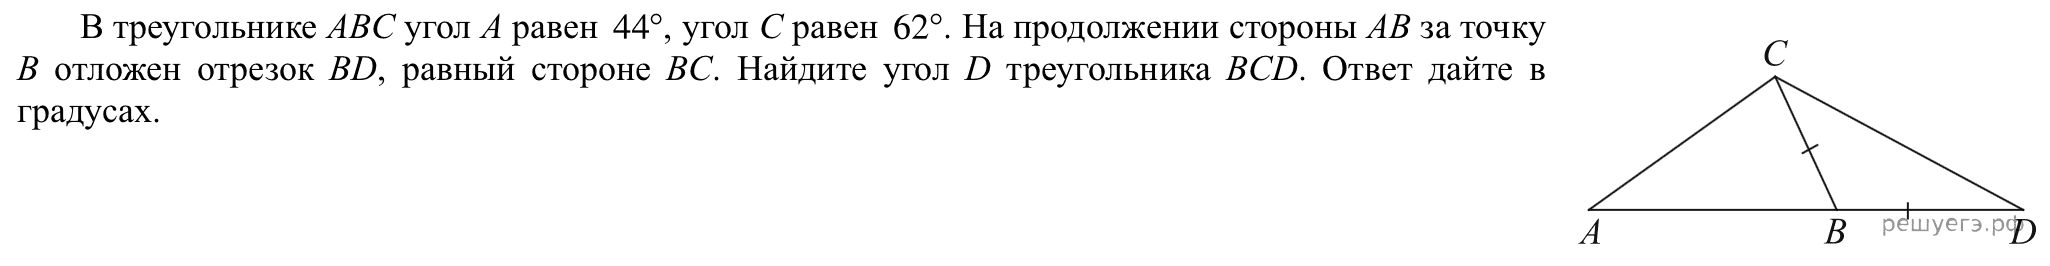 В треугольнике ABC угол A равен 44°, угол C равен 62°. На продолжении стороны AB за точку
B отложен отрезок BD, равный стороне BC. Найдите угол D треугольника BCD. Ответ дайте в
градусах.
C
A
B
решуегэ.рф
D